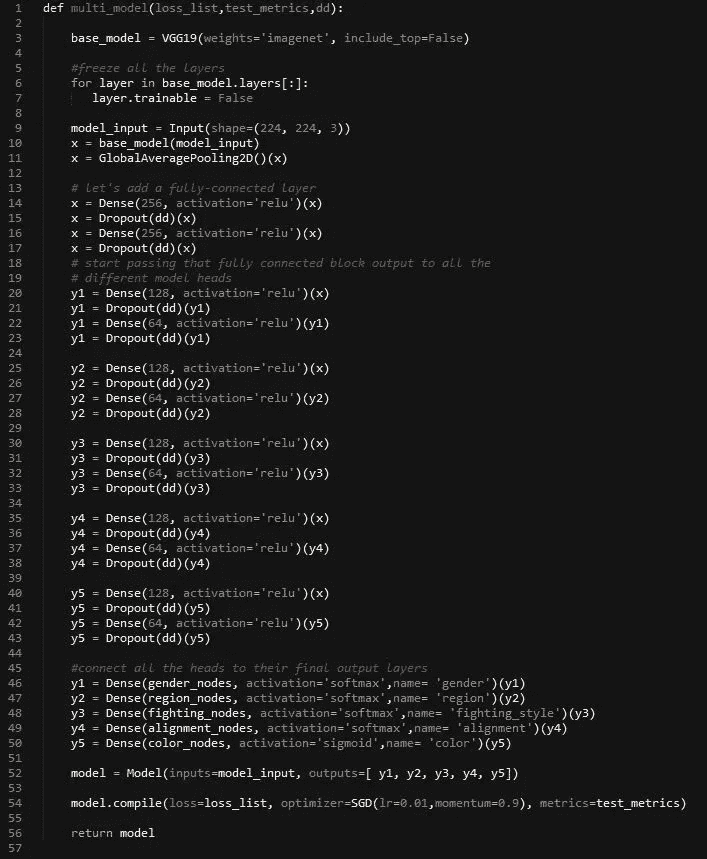 1 def multi_model(loss_list,test_metrics,dd):
2
3 base_model = VGG19(weights='imagenet', include_top=False)
4
5 #freeze all the layers
6 for layer in base_model.layers[:]:
7 layer.trainable = False
8
9 model_input = Input(shape=(224, 224, 3))
10 x = base_model(model_input)
11 x = GlobalAveragePooling2D()(x)
12
13 # let's add a fully-connected layer
14 x = Dense(256, activation='relu')(x)
15 x = Dropout(dd)(x)
16 x = Dense(256, activation='relu')(x)
17 x = Dropout(dd)(x)
18 # start passing that fully connected block output to all the
19 # different model heads
20 y1 = Dense(128, activation='relu')(x)
21 y1 = Dropout(dd)(y1)
22 y1 = Dense(64, activation='relu')(y1)
23 y1 = Dropout(dd)(y1)
24
25 y2 = Dense(128, activation='relu')(x)
26 y2 = Dropout(dd)(y2)
27 y2 = Dense(64, activation='relu')(y2)
28 y2 = Dropout(dd)(y2)
29
30 y3 = Dense(128, activation='relu')(x)
31 y3 = Dropout(dd)(y3)
32 y3 = Dense(64, activation='relu')(y3)
33 y3 = Dropout(dd)(y3)
34
35 y4 = Dense(128, activation='relu')(x)
36 y4 = Dropout(dd)(y4)
37 y4 = Dense(64, activation='relu')(y4)
38 y4 = Dropout(dd)(y4)
39
40 y5 = Dense(128, activation='relu')(x)
41 y5 = Dropout(dd)(y5)
42 y5 = Dense(64, activation='relu')(y5)
43 y5 = Dropout(dd)(y5)
44
45 #connect all the heads to their final output layers
46 y1 = Dense(gender_nodes, activation='softmax',name= 'gender')(y1)
47 y2 = Dense(region_nodes, activation='softmax',name= 'region')(y2)
48 y3 = Dense(fighting_nodes, activation='softmax',name= 'fighting_style')(y3)
49 y4 = Dense(alignment_nodes, activation='softmax',name= 'alignment')(y4)
50 y5 = Dense(color_nodes, activation='sigmoid',name= 'color')(y5)
51
52 model = Model(inputs=model_input, outputs=[ y1, y2, y3, y4, y5])
53
54 model.compile(loss=loss_list, optimizer=SGD(lr=0.01,momentum=0.9), metrics=test_metrics)
55
56 return model
57